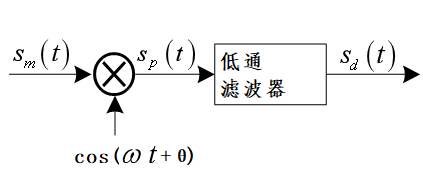 s_m(t)
s_p(t)
低通
滤波器
s_d(t)
cos(ω t+θ)